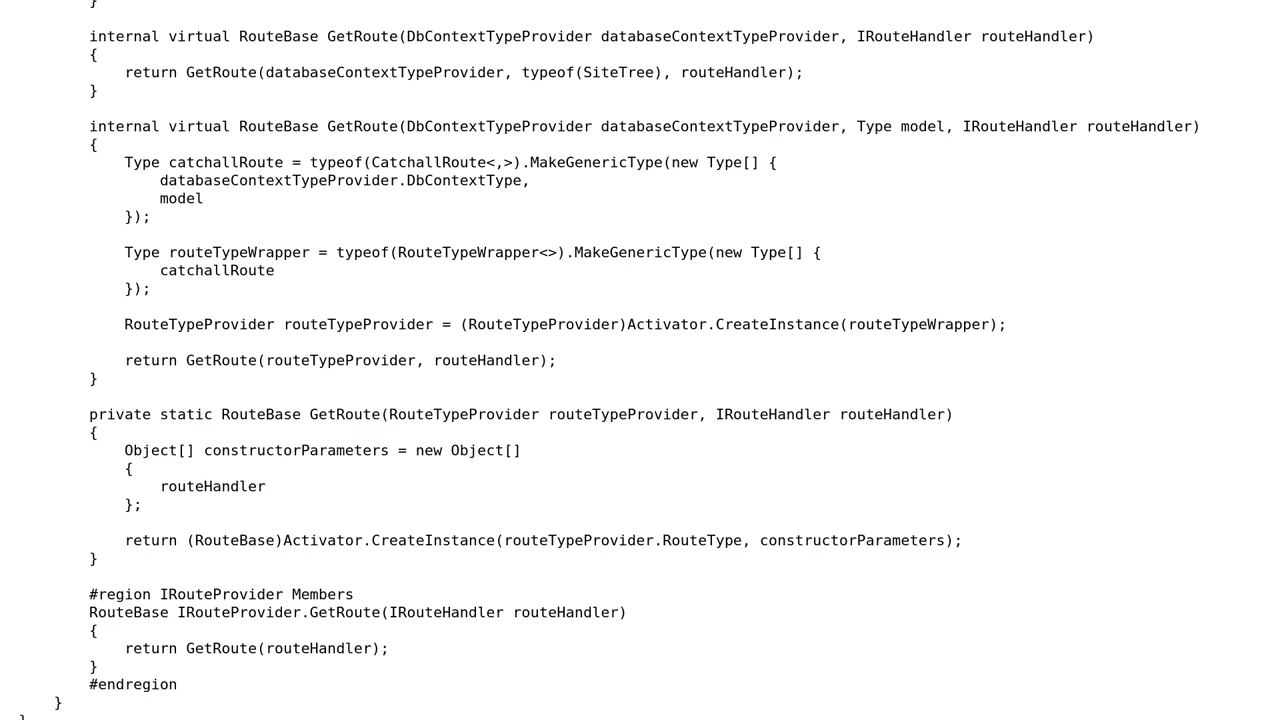 }
internal virtual RouteBase GetRoute(DbContextTypeProvider databaseContextTypeProvider, IRouteHandler routeHandler)
{
return GetRoute(databaseContextTypeProvider, typeof(SiteTree), routeHandler);
}
internal virtual RouteBase GetRoute(DbContextTypeProvider databaseContextTypeProvider, Type model, IRouteHandler routeHandler)
{
Type catchallRoute = typeof(CatchallRoute<,>).MakeGenericType(new Type[] {
databaseContextTypeProvider.DbContextType,
model
});
Type routeTypeWrapper = typeof(RouteTypeWrapper<>).MakeGenericType(new Type[] {
catchallRoute
});
RouteTypeProvider routeTypeProvider = (RouteTypeProvider)Activator.CreateInstance(routeTypeWrapper);
return GetRoute(routeTypeProvider, routeHandler);
}
private static RouteBase GetRoute(RouteTypeProvider routeTypeProvider, IRouteHandler routeHandler)
{
Object[] constructorParameters = new Object[]
{
routeHandler
};
return (RouteBase)Activator.CreateInstance(routeTypeProvider.RouteType, constructorParameters);
}
#region IRouteProvider Members
RouteBase IRouteProvider.GetRoute(IRouteHandler routeHandler)
{
return GetRoute(routeHandler);
}
#endregion
}
}